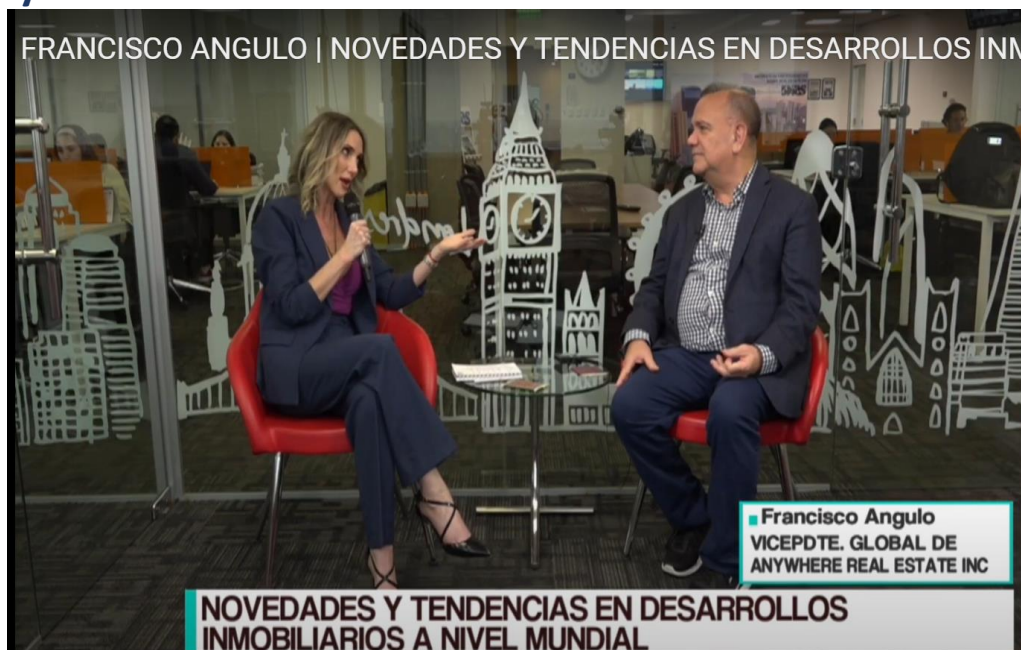 FRANCISCO ANGULO | NOVEDADES Y TENDENCIAS EN DESARROLLOS INM
Londres
Francisco Angulo
VICEPDTE. GLOBAL DE
ANYWHERE REAL ESTATE INC
NOVEDADES Y TENDENCIAS EN DESARROLLOS
INMOBILIARIOS A NIVEL MUNDIAL